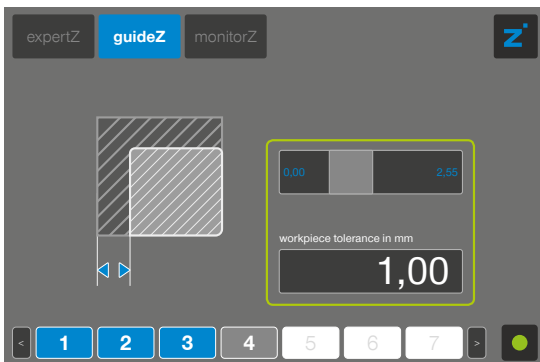 expertZ guideZ monitorZ z
0,00 2,55
workpiece tolerance in mm
1,00
< 1 2 3 4 5 6 7 >